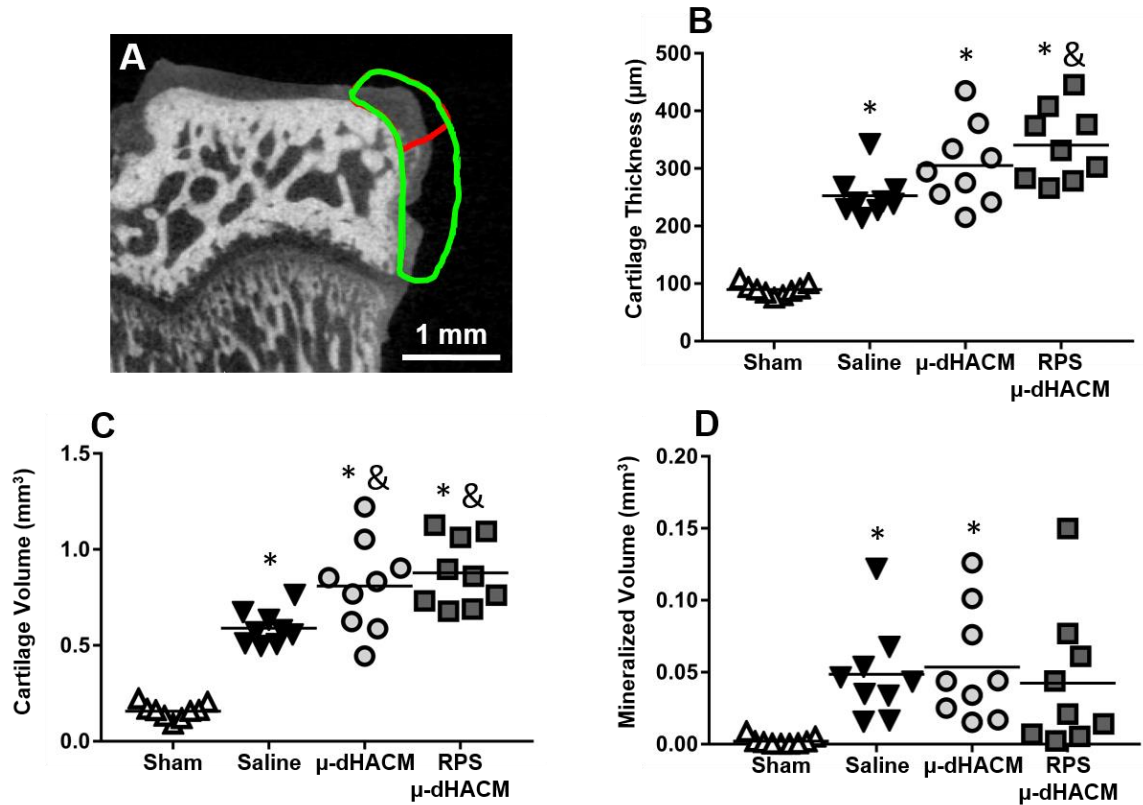 A
1 mm
B
Cartilage Thickness (µm)
500
400
300
200
100
0
* * * &
Sham Saline µ-dHACM RPS
µ-dHACM
C
Cartilage Volume (mm³)
1.5
1.0
0.5
0.0
* * & * &
Sham Saline µ-dHACM RPS
µ-dHACM
D
Mineralized Volume (mm³)
0.20
0.15
0.10
0.05
0.00
* *
Sham Saline µ-dHACM RPS
µ-dHACM